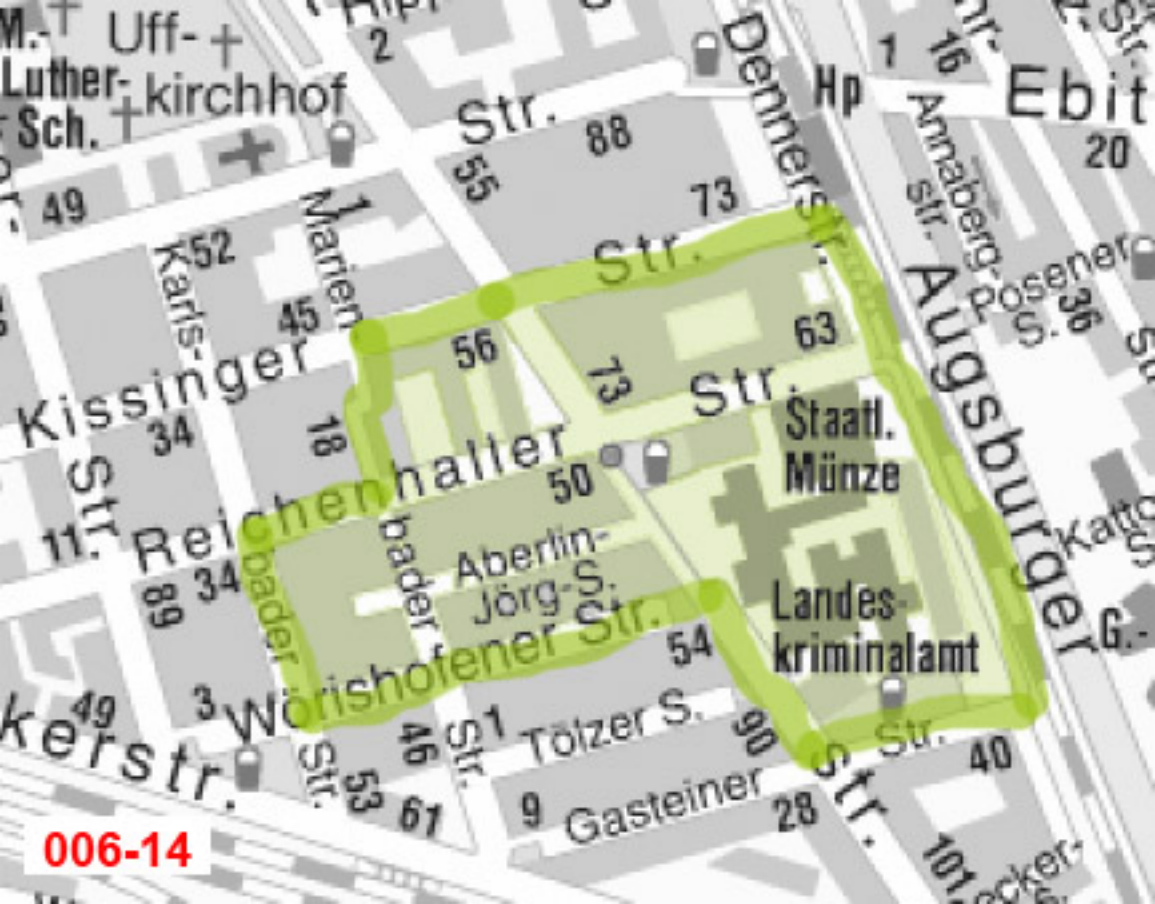 M.-
Uff-
Luther-
kirchhof
Sch.
2
Dennerstr.
Hp
1
16
Ebit
Str.
88
55
20
49
Annaberg-
str.
73
52
Marien-
1
Karls-
Str.
Posener
S.
36
45
63
56
Kissinger
73
Str.
Augsburger
34
18
Staatl.
Münze
Reichenhaller
50
Str.
11
bader
bader
Aberlin-
Jörg-S.
34
89
Landes-
kriminalamt
G.-
Wörishofener Str.
54
49
3
kerstr.
Str.
46
Str.
1
Tölzer S.
90
Str.
Str.
40
53
61
9
Gasteiner
28
101
ecker-
006-14